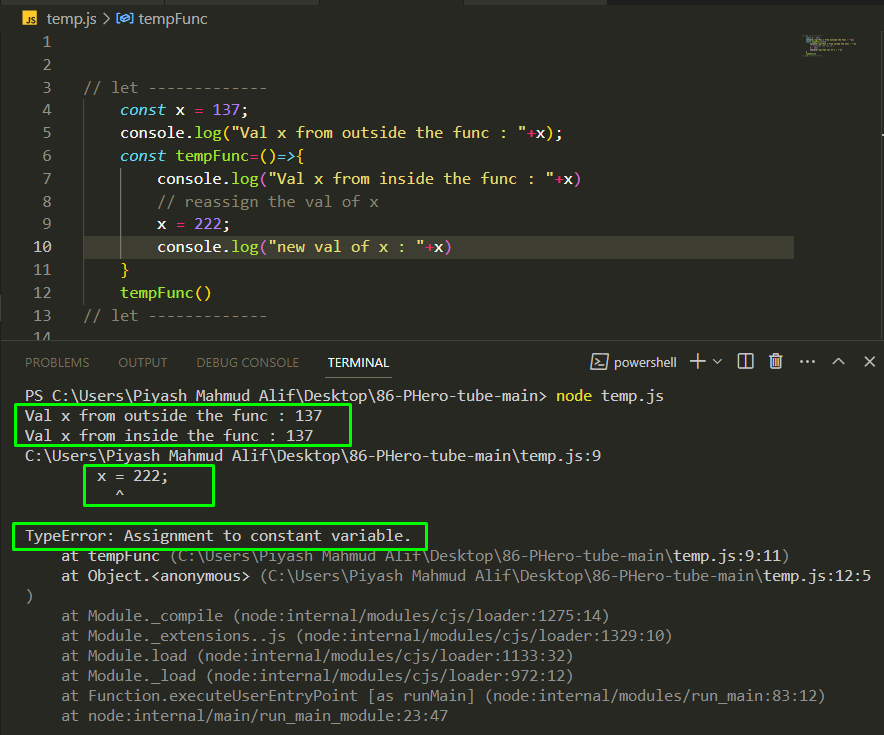 JS temp.js > tempFunc
1
2
3 // let -------------
4 const x = 137;
5 console.log("Val x from outside the func : "+x);
6 const tempFunc=()=>{
7 console.log("Val x from inside the func : "+x)
8 // reassign the val of x
9 x = 222;
10 console.log("new val of x : "+x)
11 }
12 tempFunc()
13 // let -------------
14
PROBLEMS OUTPUT DEBUG CONSOLE TERMINAL powershell
PS C:\Users\Piyash Mahmud Alif\Desktop\86-PHero-tube-main> node temp.js
Val x from outside the func : 137
Val x from inside the func : 137
C:\Users\Piyash Mahmud Alif\Desktop\86-PHero-tube-main\temp.js:9
x = 222;
^
TypeError: Assignment to constant variable.
at tempFunc (C:\Users\Piyash Mahmud Alif\Desktop\86-PHero-tube-main\temp.js:9:11)
at Object.<anonymous> (C:\Users\Piyash Mahmud Alif\Desktop\86-PHero-tube-main\temp.js:12:5
)
at Module._compile (node:internal/modules/cjs/loader:1275:14)
at Module._extensions..js (node:internal/modules/cjs/loader:1329:10)
at Module.load (node:internal/modules/cjs/loader:1133:32)
at Module._load (node:internal/modules/cjs/loader:972:12)
at Function.executeUserEntryPoint [as runMain] (node:internal/modules/run_main:83:12)
at node:internal/main/run_main_module:23:47